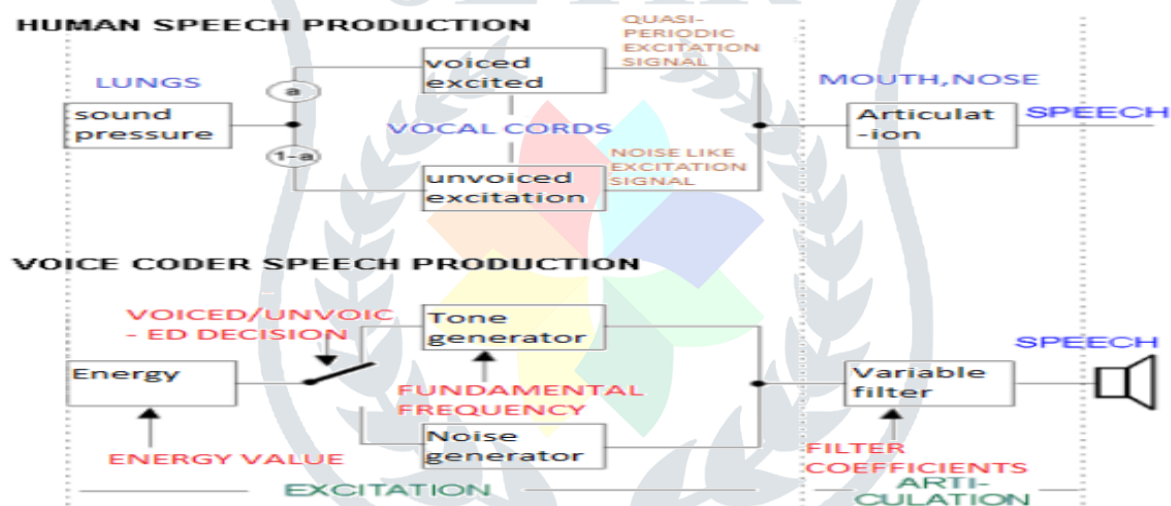 HUMAN SPEECH PRODUCTION
QUASI-
PERIODIC
EXCITATION
SIGNAL
LUNGS
sound
pressure
a
1-a
voiced
excited
VOCAL CORDS
unvoiced
excitation
NOISE LIKE
EXCITATION
SIGNAL
MOUTH,NOSE
Articulat
-ion
SPEECH
VOICE CODER SPEECH PRODUCTION
VOICED/UNVOIC
- ED DECISION
Energy
ENERGY VALUE
Tone
generator
FUNDAMENTAL
FREQUENCY
Noise
generator
Variable
filter
SPEECH
FILTER
COEFFICIENTS
EXCITATION
ARTI-
CULATION